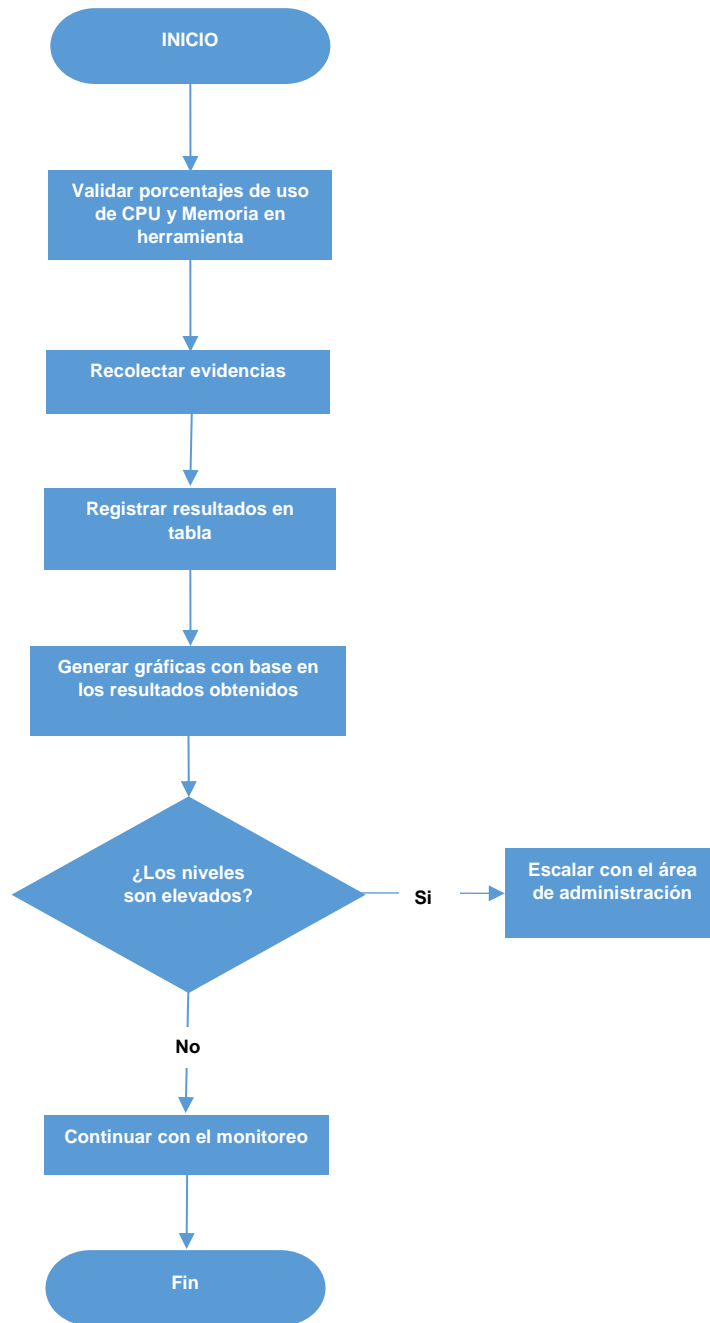 INICIO
Validar porcentajes de uso
de CPU y Memoria en
herramienta
Recolectar evidencias
Registrar resultados en
tabla
Generar gráficas con base en
los resultados obtenidos
¿Los niveles
son elevados?
Si
Escalar con el área
de administración
No
Continuar con el monitoreo
Fin